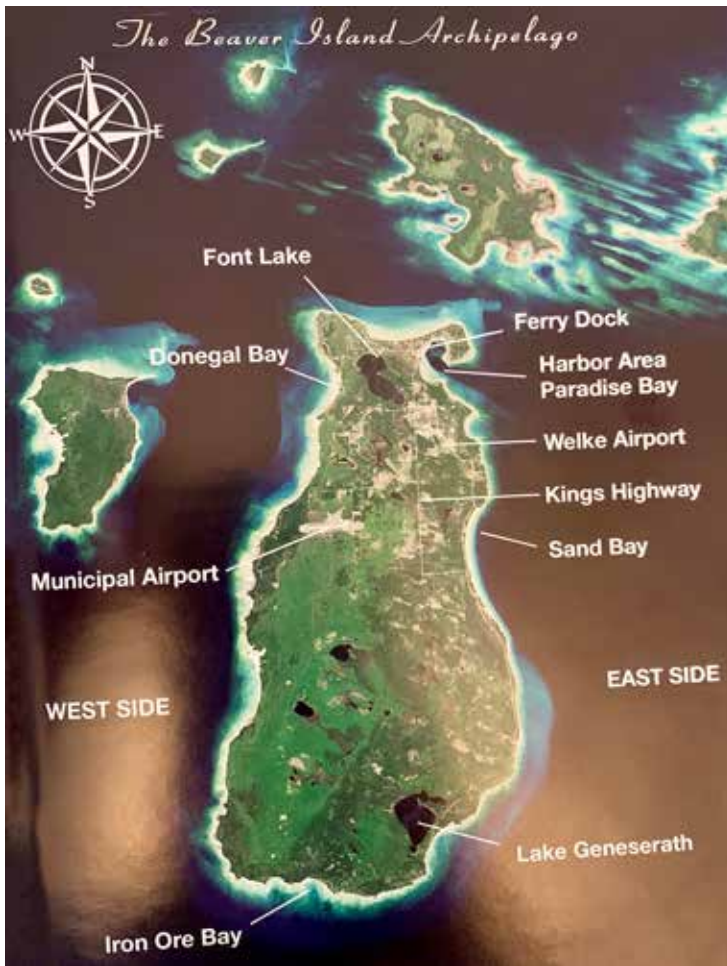 The Beaver Island Archipelago
N
W
E
S
Font Lake
Ferry Dock
Donegal Bay
Harbor Area
Paradise Bay
Welke Airport
Kings Highway
Sand Bay
Municipal Airport
WEST SIDE
EAST SIDE
Lake Geneserath
Iron Ore Bay